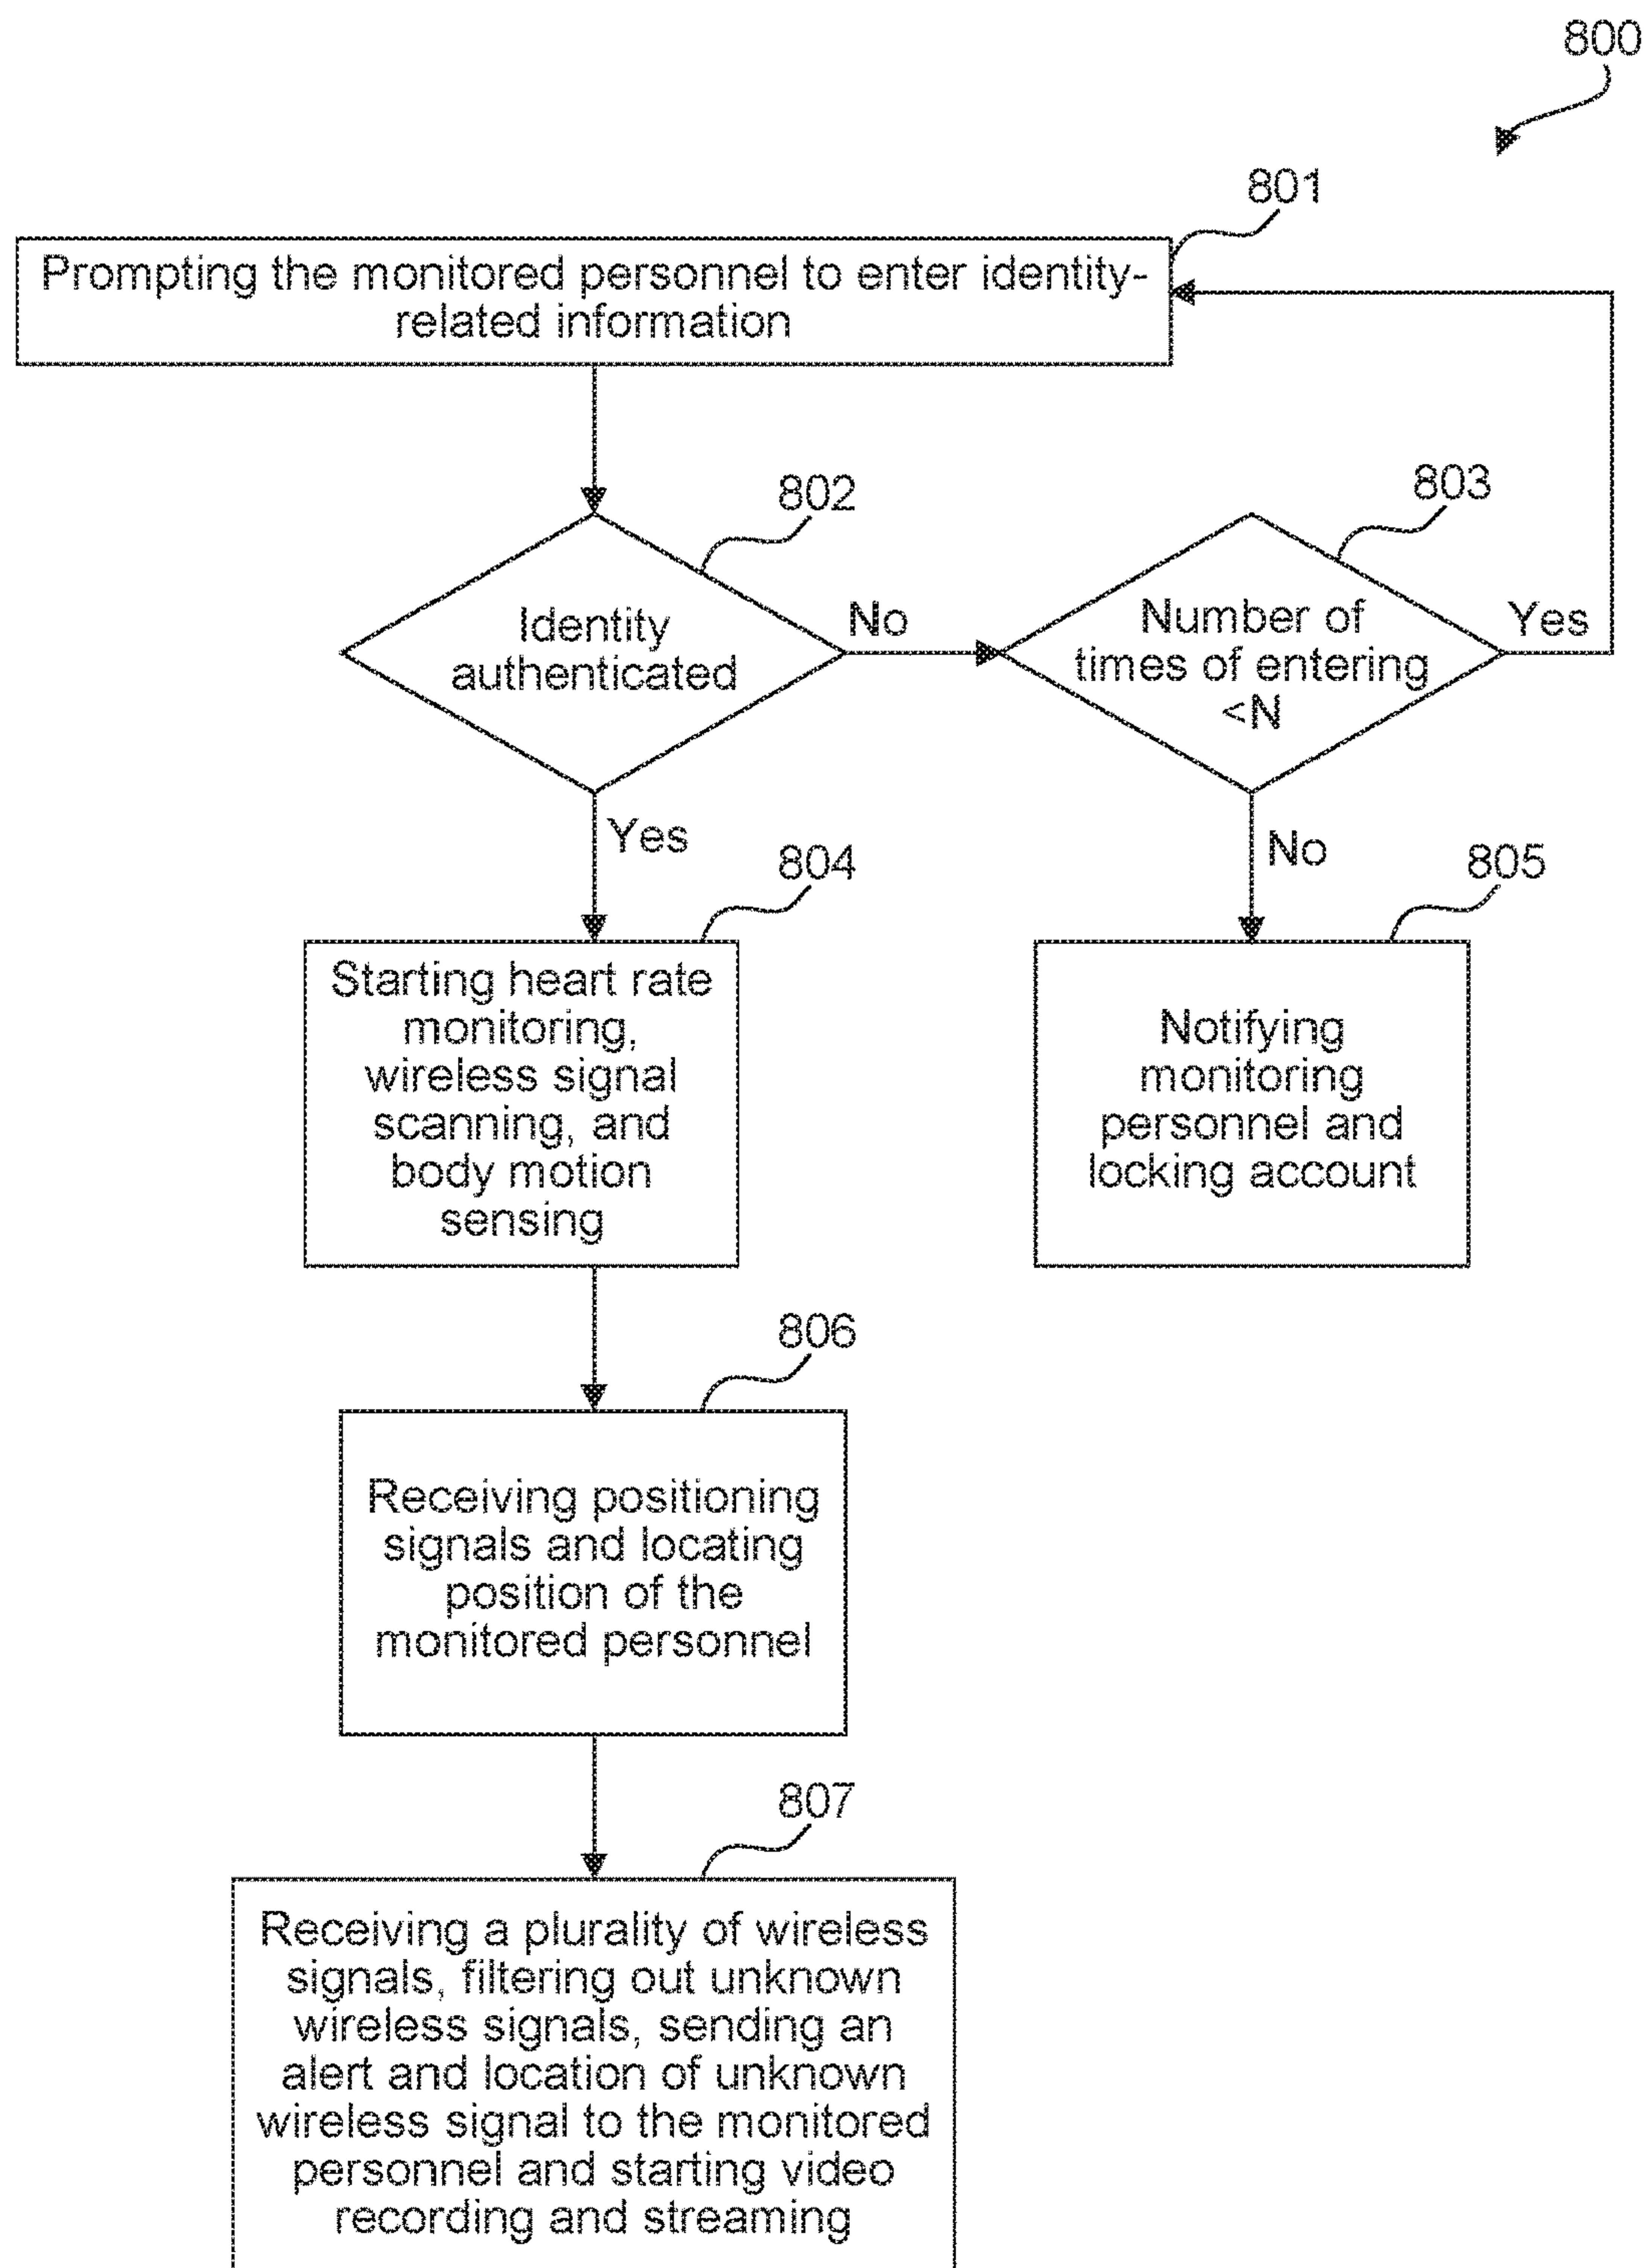 800
801
Prompting the monitored personnel to enter identity-
related information
802
803
Identity
authenticated
No
Number of
times of entering
<N
Yes
Yes
No
804
805
Starting heart rate
monitoring,
wireless signal
scanning, and
body motion
sensing
Notifying
monitoring
personnel and
locking account
806
Receiving positioning
signals and locating
position of the
monitored personnel
807
Receiving a plurality of wireless
signals, filtering out unknown
wireless signals, sending an
alert and location of unknown
wireless signal to the monitored
personnel and starting video
recording and streaming